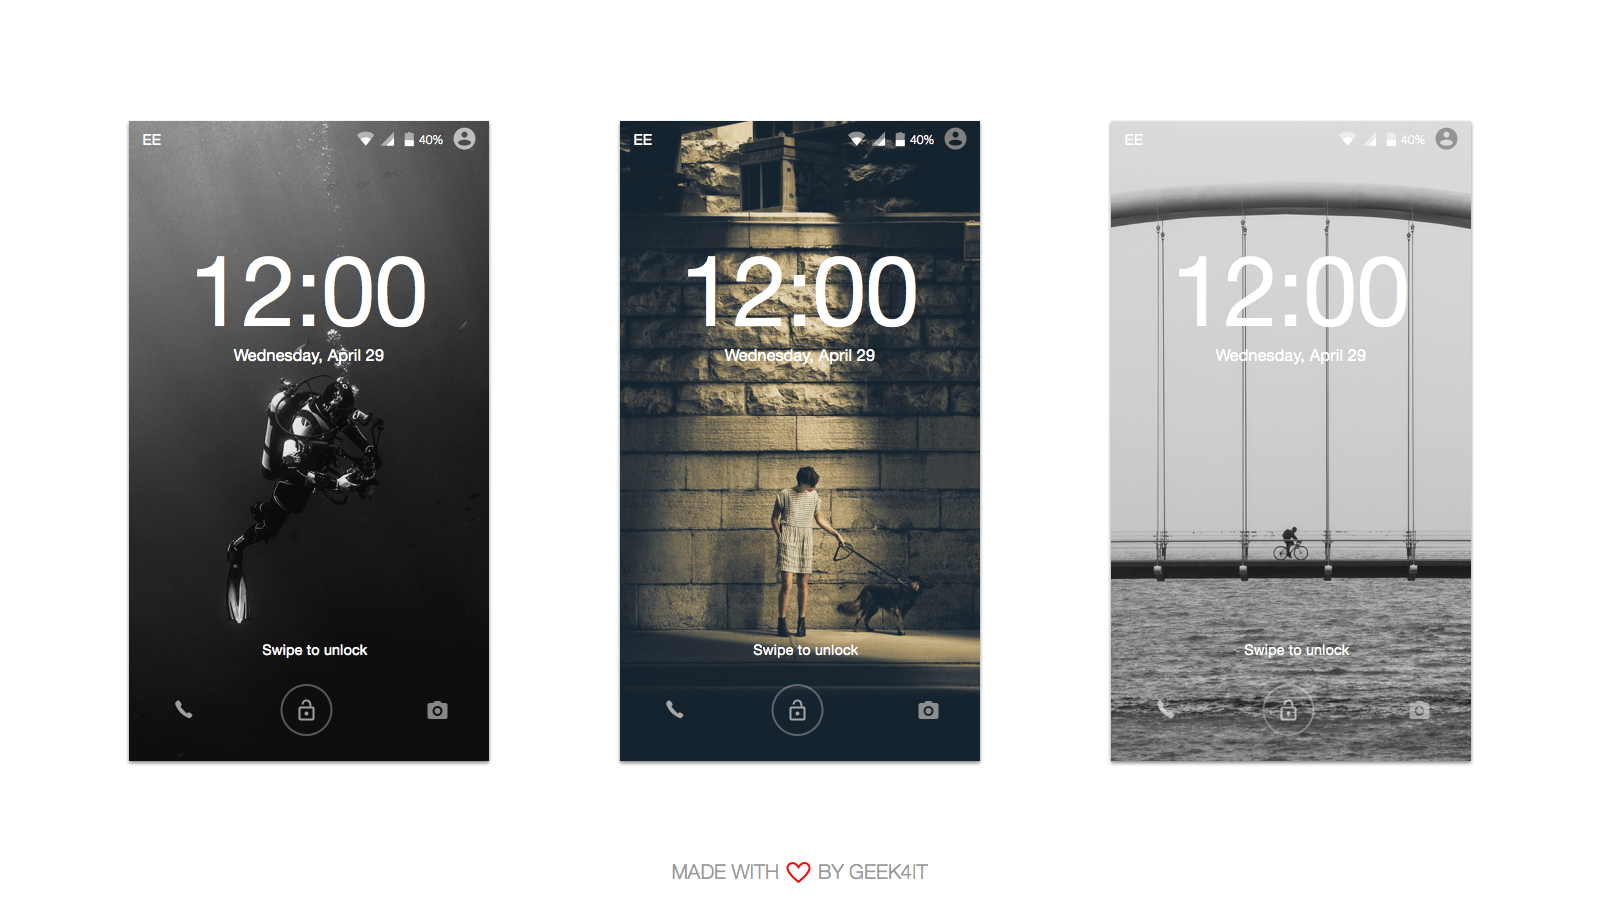 EE 40%
12:00
Wednesday, April 29
Swipe to unlock
EE 40%
12:00
Wednesday, April 29
Swipe to unlock
EE 40%
12:00
Wednesday, April 29
Swipe to unlock
MADE WITH BY GEEK4IT